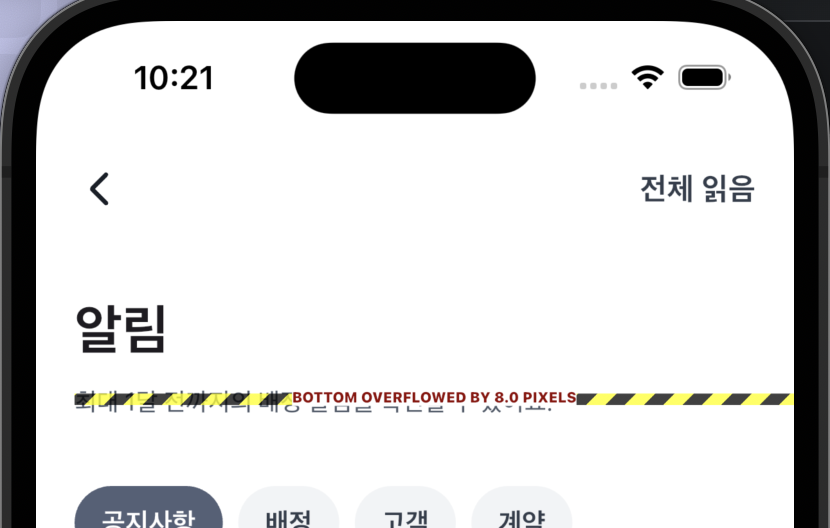 10:21
전체 읽음
알림
최대 1달 전까지의 배정 알림을 확인할 수 있어요.
BOTTOM OVERFLOWED BY 8.0 PIXELS
공지사항 배정 고객 계약